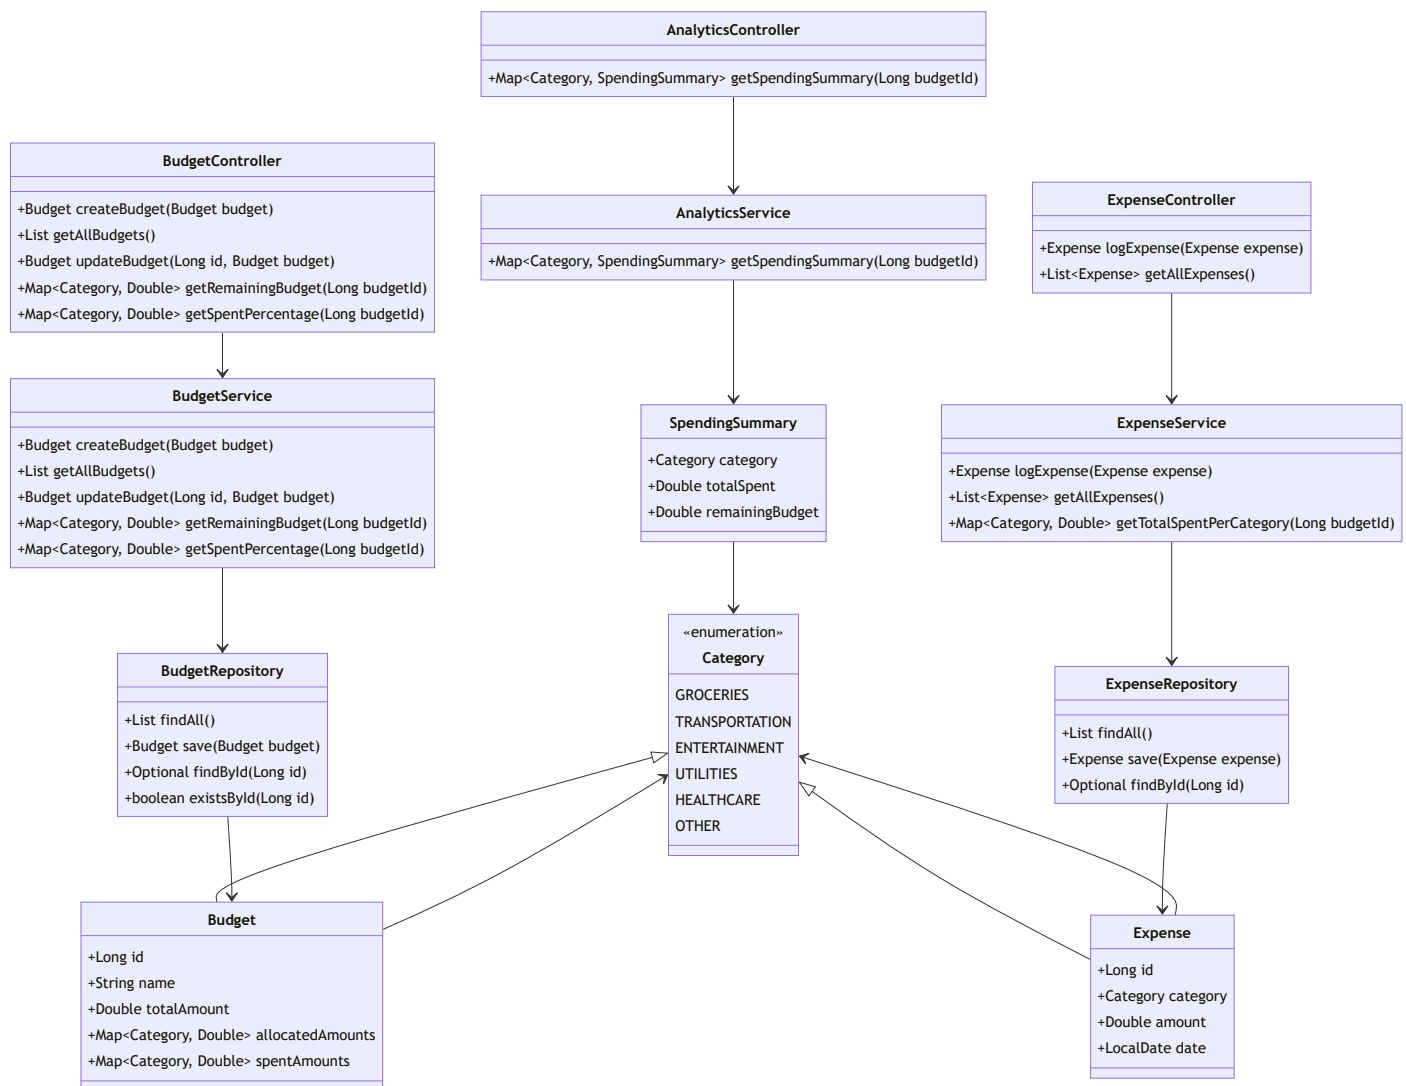 AnalyticsController
+Map<Category, SpendingSummary> getSpendingSummary(Long budgetId)
BudgetController
+Budget createBudget(Budget budget)
+List getAllBudgets()
+Budget updateBudget(Long id, Budget budget)
+Map<Category, Double> getRemainingBudget(Long budgetId)
+Map<Category, Double> getSpentPercentage(Long budgetId)
AnalyticsService
+Map<Category, SpendingSummary> getSpendingSummary(Long budgetId)
ExpenseController
+Expense logExpense(Expense expense)
+List<Expense> getAllExpenses()
BudgetService
+Budget createBudget(Budget budget)
+List getAllBudgets()
+Budget updateBudget(Long id, Budget budget)
+Map<Category, Double> getRemainingBudget(Long budgetId)
+Map<Category, Double> getSpentPercentage(Long budgetId)
SpendingSummary
+Category category
+Double totalSpent
+Double remainingBudget
ExpenseService
+Expense logExpense(Expense expense)
+List<Expense> getAllExpenses()
+Map<Category, Double> getTotalSpentPerCategory(Long budgetId)
BudgetRepository
+List findAll()
+Budget save(Budget budget)
+Optional findById(Long id)
+boolean existsById(Long id)
«enumeration»
Category
GROCERIES
TRANSPORTATION
ENTERTAINMENT
UTILITIES
HEALTHCARE
OTHER
ExpenseRepository
+List findAll()
+Expense save(Expense expense)
+Optional findById(Long id)
Budget
+Long id
+String name
+Double totalAmount
+Map<Category, Double> allocatedAmounts
+Map<Category, Double> spentAmounts
Expense
+Long id
+Category category
+Double amount
+LocalDate date